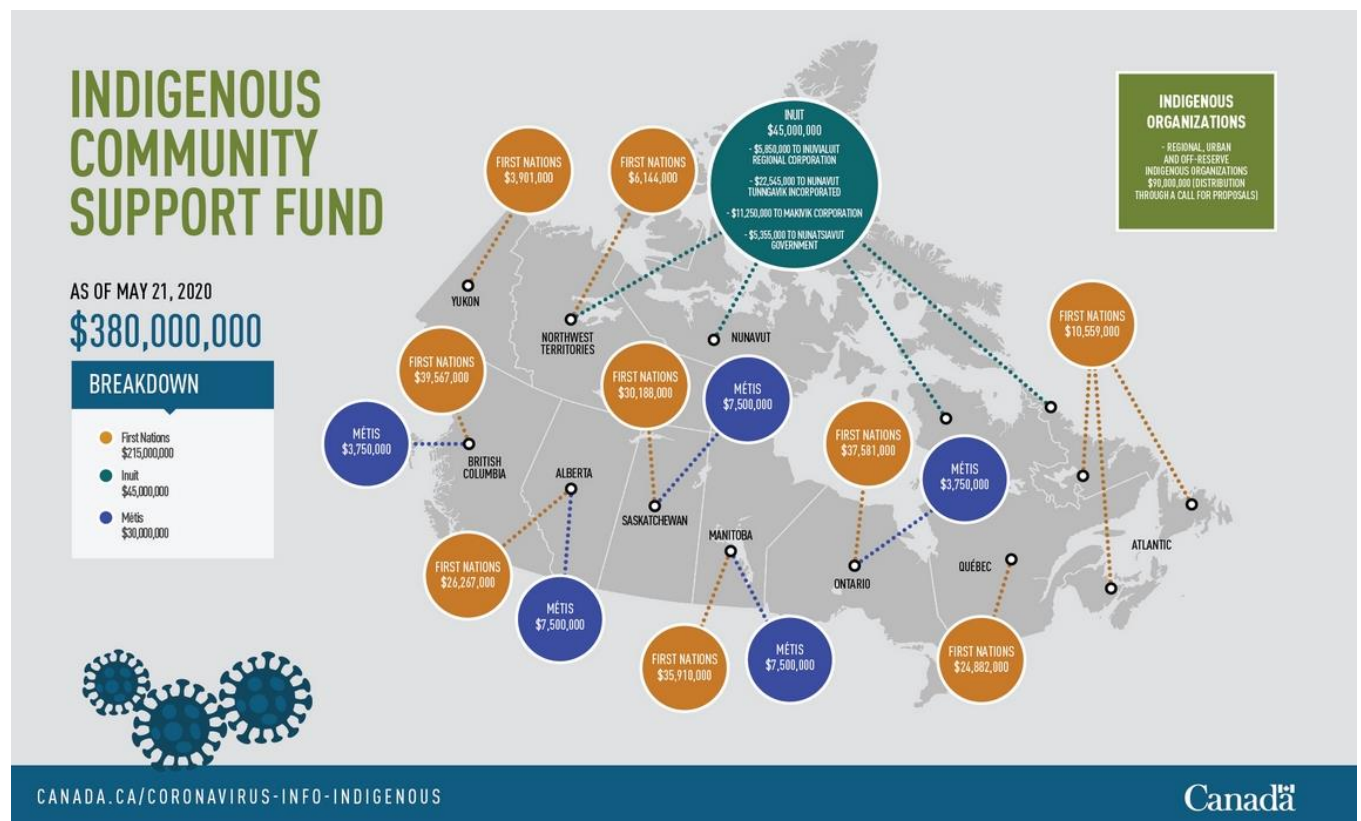 INDIGENOUS
COMMUNITY
SUPPORT FUND
AS OF MAY 21, 2020
$380,000,000
BREAKDOWN
First Nations
$215,000,000
Inuit
$45,000,000
Métis
$30,000,000
FIRST NATIONS
$3,901,000
YUKON
FIRST NATIONS
$6,144,000
NORTHWEST
TERRITORIES
INUIT
$45,000,000
- $5,850,000 TO INUVIALUIT
REGIONAL CORPORATION
- $22,545,000 TO NUNAVUT
TUNNGAVIK INCORPORATED
- $11,250,000 TO MAKIVIK CORPORATION
- $5,355,000 TO NUNATSIAVUT
GOVERNMENT
NUNAVUT
INDIGENOUS
ORGANIZATIONS
- REGIONAL, URBAN
AND OFF-RESERVE
INDIGENOUS ORGANIZATIONS
$90,000,000 (DISTRIBUTION
THROUGH A CALL FOR PROPOSALS)
FIRST NATIONS
$39,567,000
MÉTIS
$3,750,000
BRITISH
COLUMBIA
ALBERTA
FIRST NATIONS
$26,267,000
MÉTIS
$7,500,000
FIRST NATIONS
$30,188,000
MÉTIS
$7,500,000
SASKATCHEWAN
MANITOBA
FIRST NATIONS
$35,910,000
MÉTIS
$7,500,000
FIRST NATIONS
$37,581,000
MÉTIS
$3,750,000
ONTARIO
QUÉBEC
FIRST NATIONS
$24,882,000
FIRST NATIONS
$10,559,000
ATLANTIC
CANADA.CA/CORONAVIRUS-INFO-INDIGENOUS
Canada